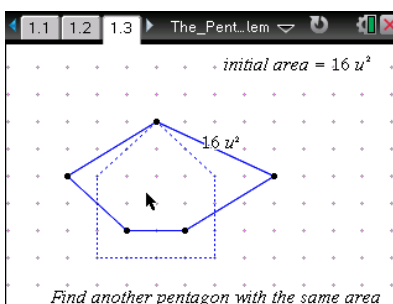 1.1 1.2 1.3 The_Pent…lem
initial area = 16 u²
16 u²
Find another pentagon with the same area